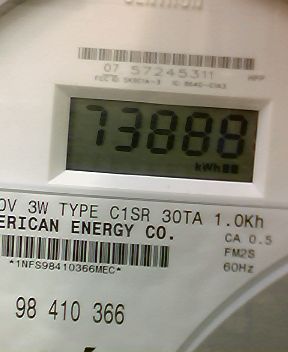 07 57245311
73888
kWh
0V 3W TYPE C1SR 30TA 1.0Kh
ERICAN ENERGY CO.
CA 0.5
FM2S
*1NFS98410366MEC*
60Hz
98 410 366